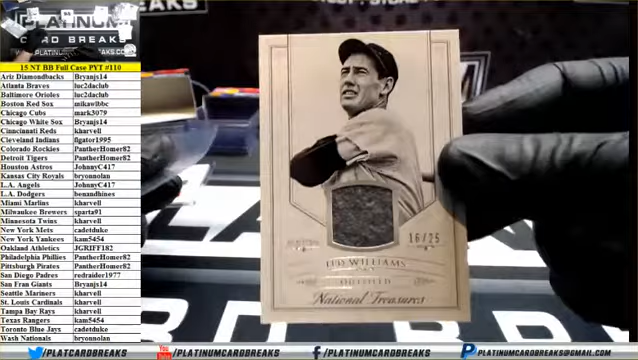 PLATINUM
CARD BREAKS
15 NT BB Full Case PYT #110
Ariz Diamondbacks Bryanjs14
Atlanta Braves luc2daclub
Baltimore Orioles luc2daclub
Boston Red Sox mikawlbbc
Chicago Cubs mark3079
Chicago White Sox Bryanjs14
Cinncinati Reds kharvell
Cleveland Indians flgator1995
Colorado Rockies PantherHomer82
Detroit Tigers PantherHomer82
Houston Astros JohnnyC417
Kansas City Royals bryonnolan
L.A. Angels JohnnyC417
L.A. Dodgers benandhines
Miami Marlins kharvell
Milwaukee Brewers sparta91
Minnesota Twins kharvell
New York Mets cadetduke
New York Yankees kam5454
Oakland Athletics JGRIFF182
Philadelphia Phillies PantherHomer82
Pittsburgh Pirates PantherHomer82
San Diego Padres redraider1977
San Fran Giants Bryanjs14
Seattle Mariners kharvell
St. Louis Cardinals kharvell
Tampa Bay Rays kharvell
Texas Rangers kam5454
Toronto Blue Jays cadetduke
Wash Nationals bryonnolan
16/25
TED WILLIAMS
OUTFIELD
National Treasures
/PLATCARDBREAKS
You Tube /PLATINUMCARDBREAKS
f /PLATINUMCARDBREAKS
P PLATINUMCARDBREAKS@GMAIL.COM